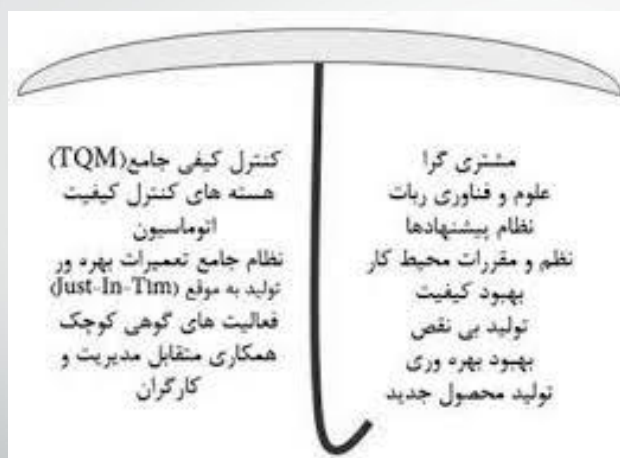 مشتری گرا
علوم و فناوری ربات
نظام پیشنهادها
نظم و مقررات محیط کار
بهبود کیفیت
تولید بی نقص
بهبود بهره وری
تولید محصول جدید
کنترل کیفی جامع(TQM)
هسته های کنترل کیفیت
اتوماسیون
نظام جامع تعمیرات بهره ور
تولید به موقع (Just-In-Tim)
فعالیت های گوهی کوچک
همکاری متقابل مدیریت و
کارگران